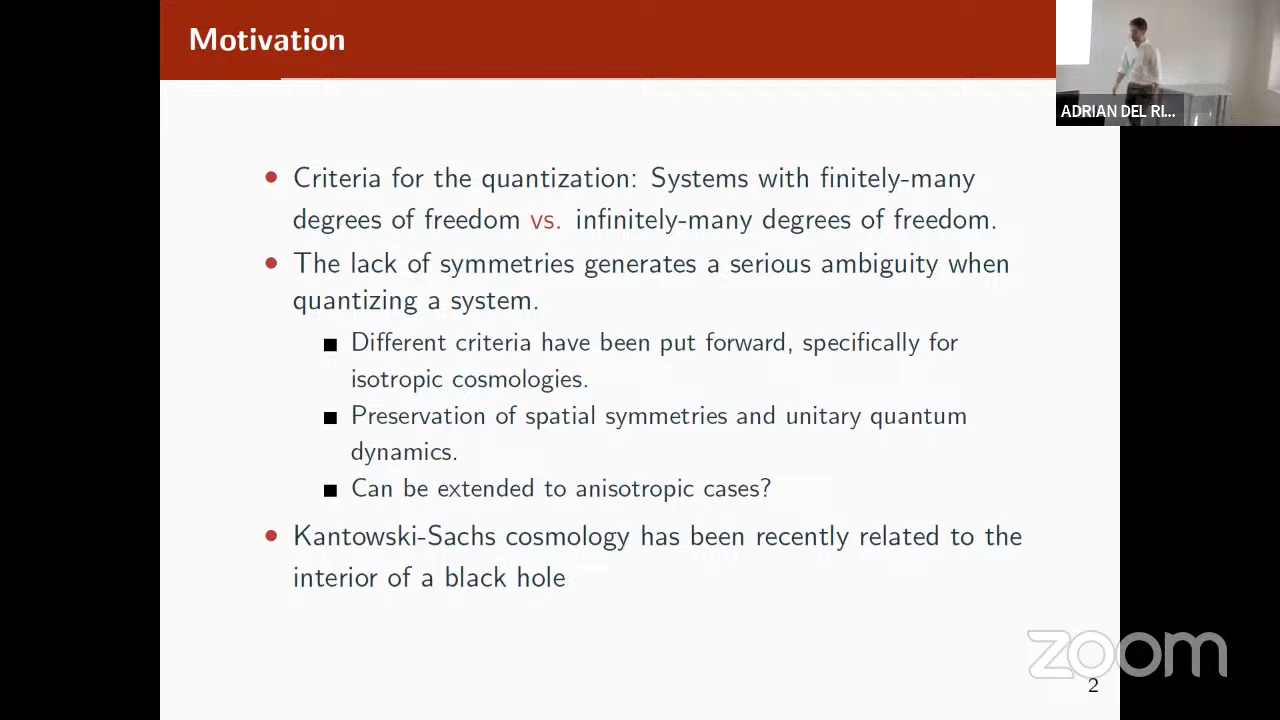 Motivation
ADRIAN DEL RI...
• Criteria for the quantization: Systems with finitely-many
degrees of freedom vs. infinitely-many degrees of freedom.
• The lack of symmetries generates a serious ambiguity when
quantizing a system.
■ Different criteria have been put forward, specifically for
isotropic cosmologies.
■ Preservation of spatial symmetries and unitary quantum
dynamics.
■ Can be extended to anisotropic cases?
• Kantowski-Sachs cosmology has been recently related to the
interior of a black hole
zoom
2